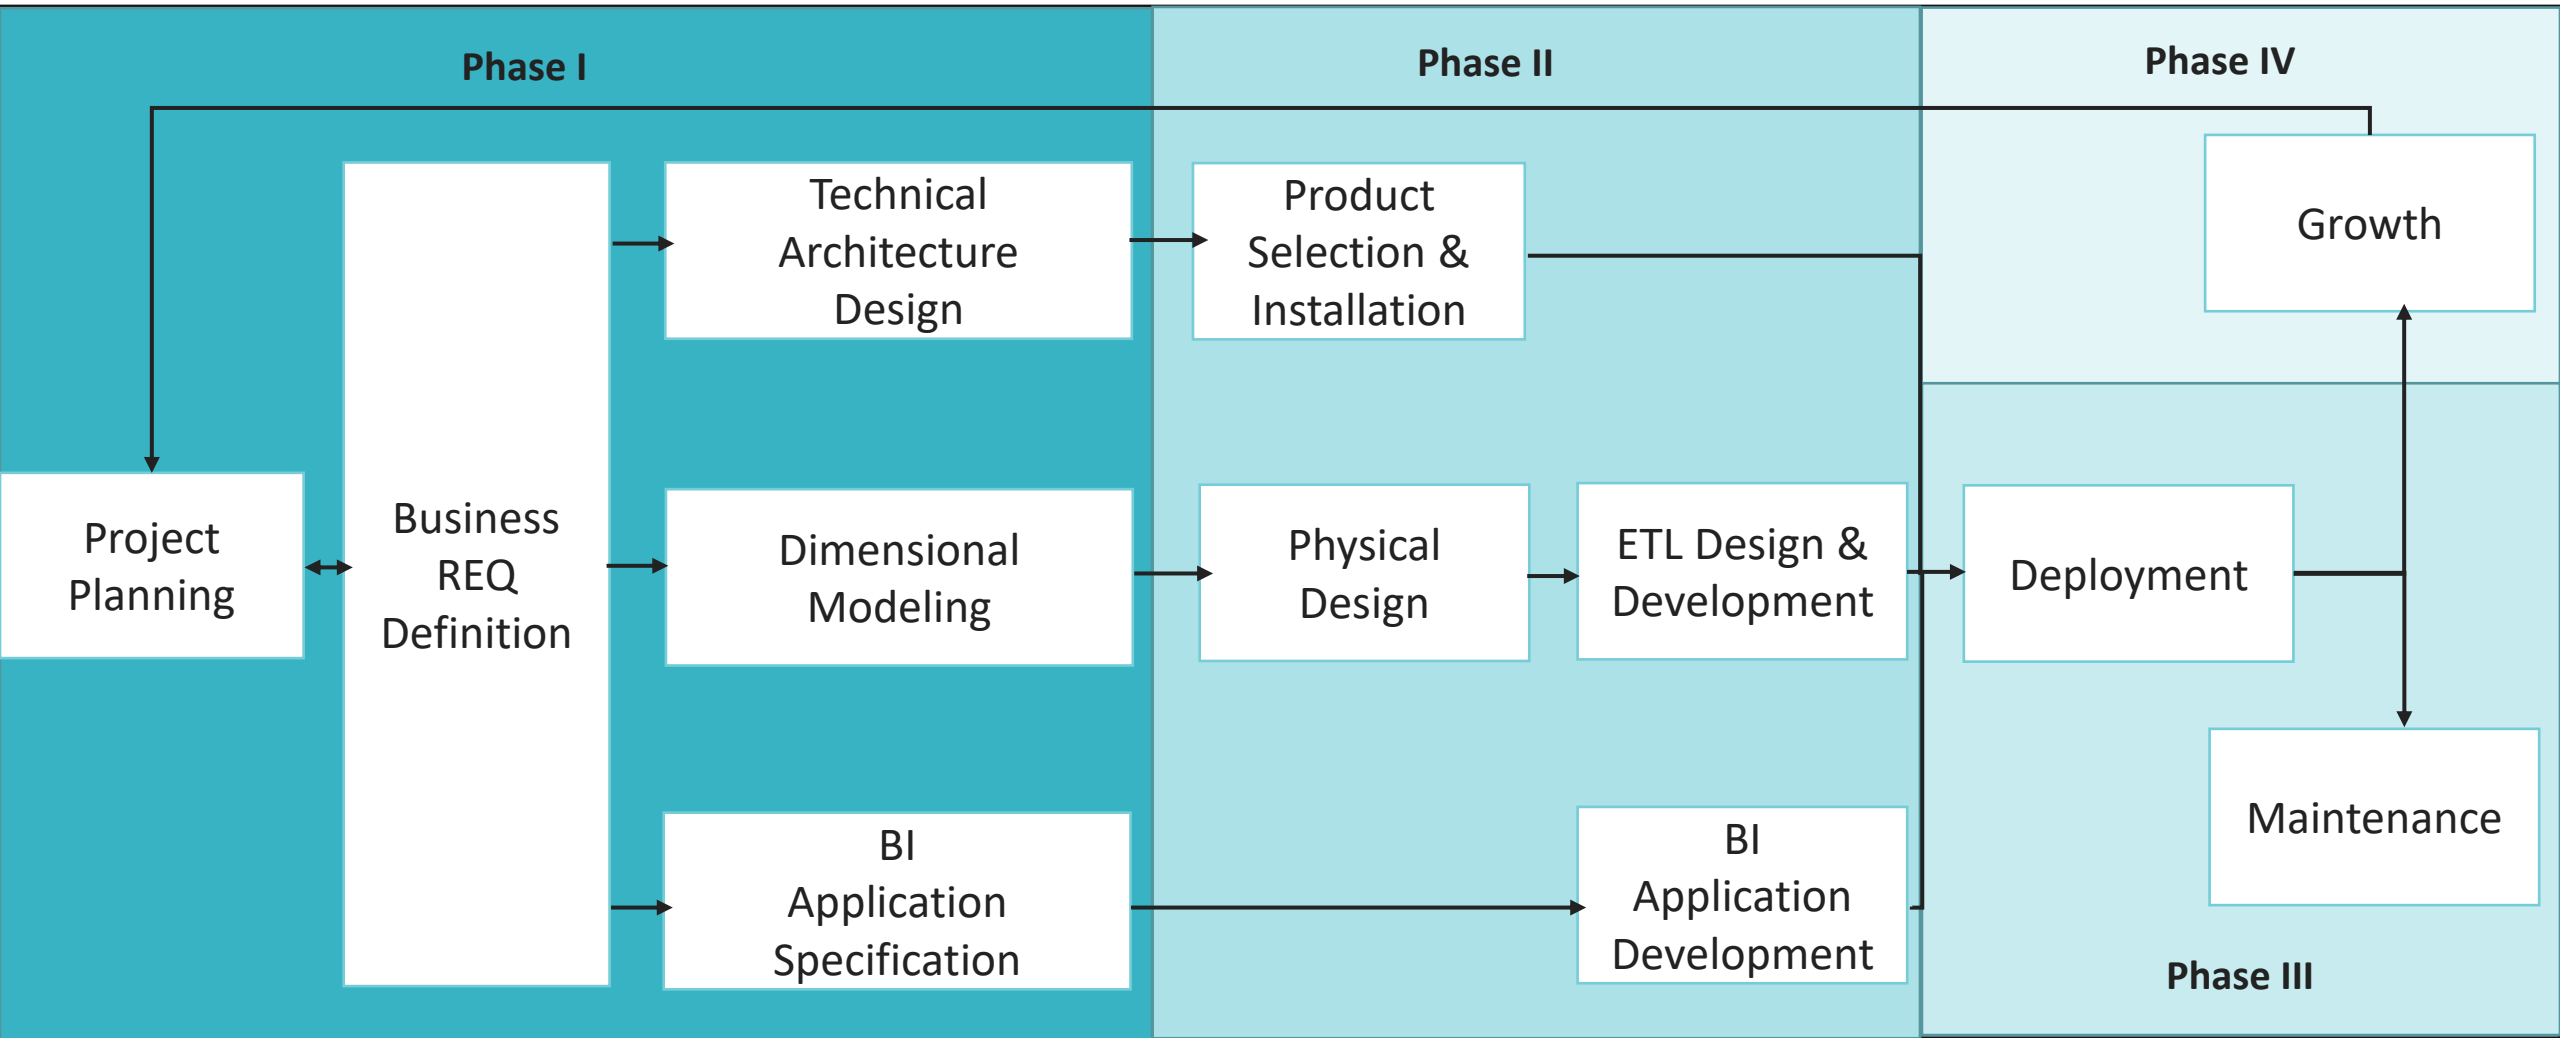 Phase I
Phase II
Phase IV
Technical
Architecture
Design
Product
Selection &
Installation
Growth
Project
Planning
Business
REQ
Definition
Dimensional
Modeling
Physical
Design
ETL Design &
Development
Deployment
BI
Application
Specification
BI
Application
Development
Maintenance
Phase III